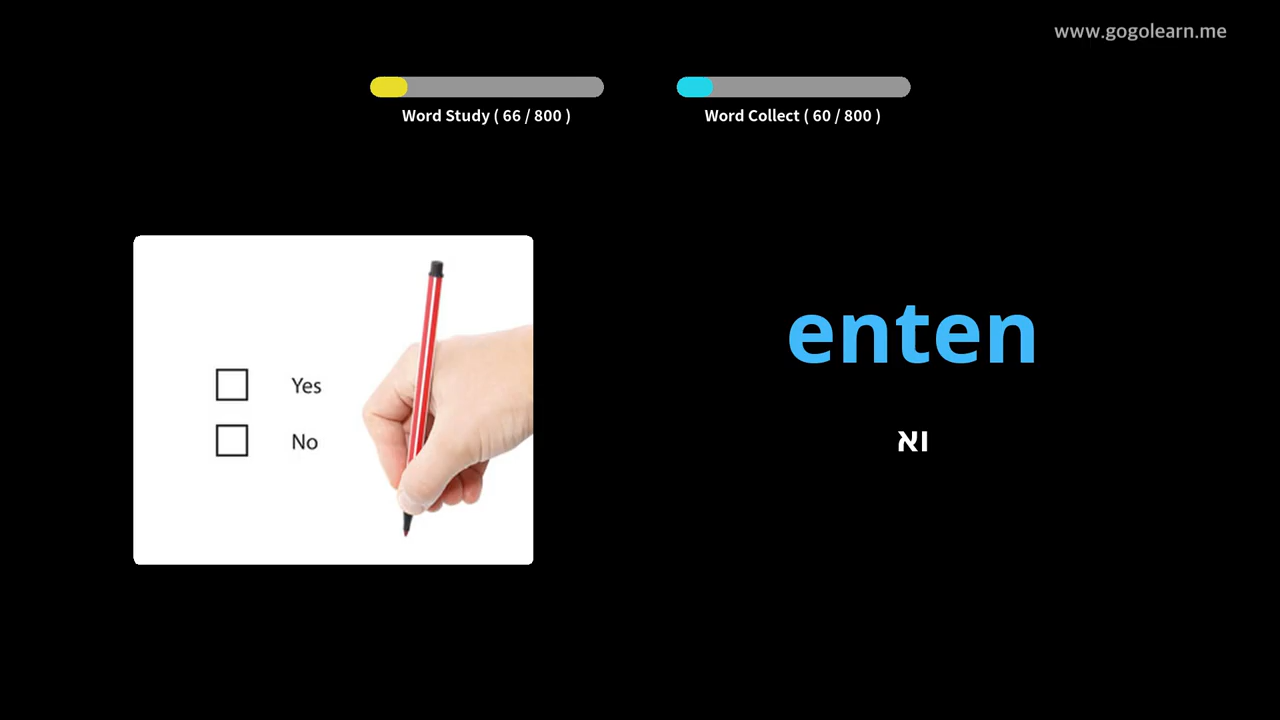 www.gogolearn.me
Word Study ( 66 / 800 )
Word Collect ( 60 / 800 )
enten
Yes
וא
No